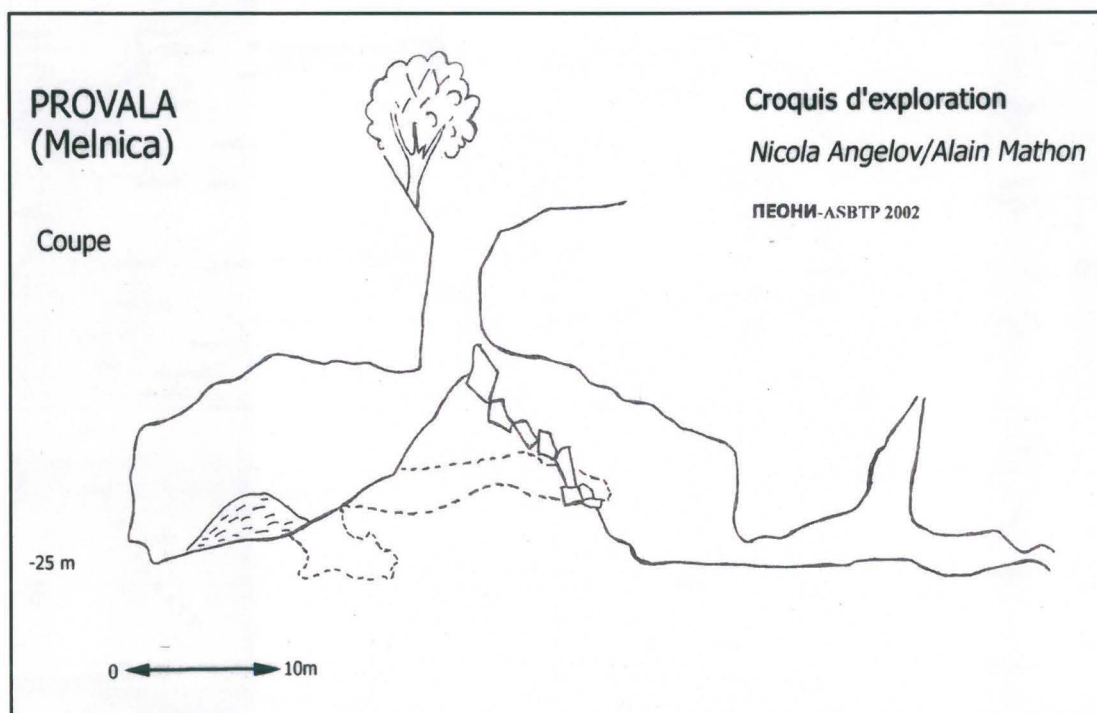 PROVALA
(Melnica)
Coupe
Croquis d'exploration
Nicola Angelov/Alain Mathon
ПЕОНИ-ASBTP 2002
-25 m
0 10m